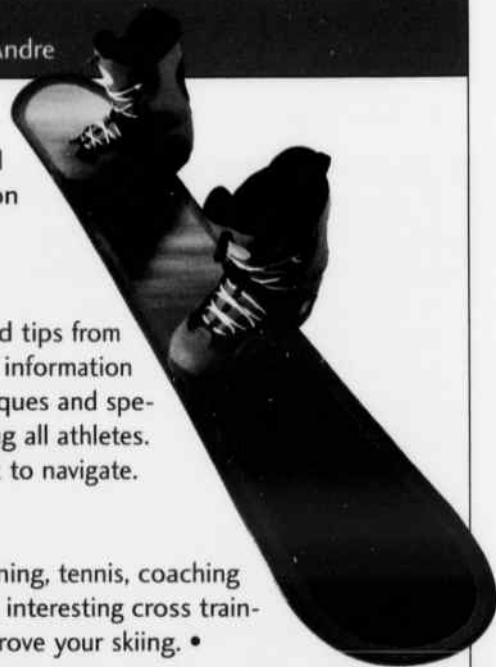 Andre
on
d tips from
information
ques and spe-
g all athletes.
to navigate.
ning, tennis, coaching
interesting cross train-
rove your skiing. •